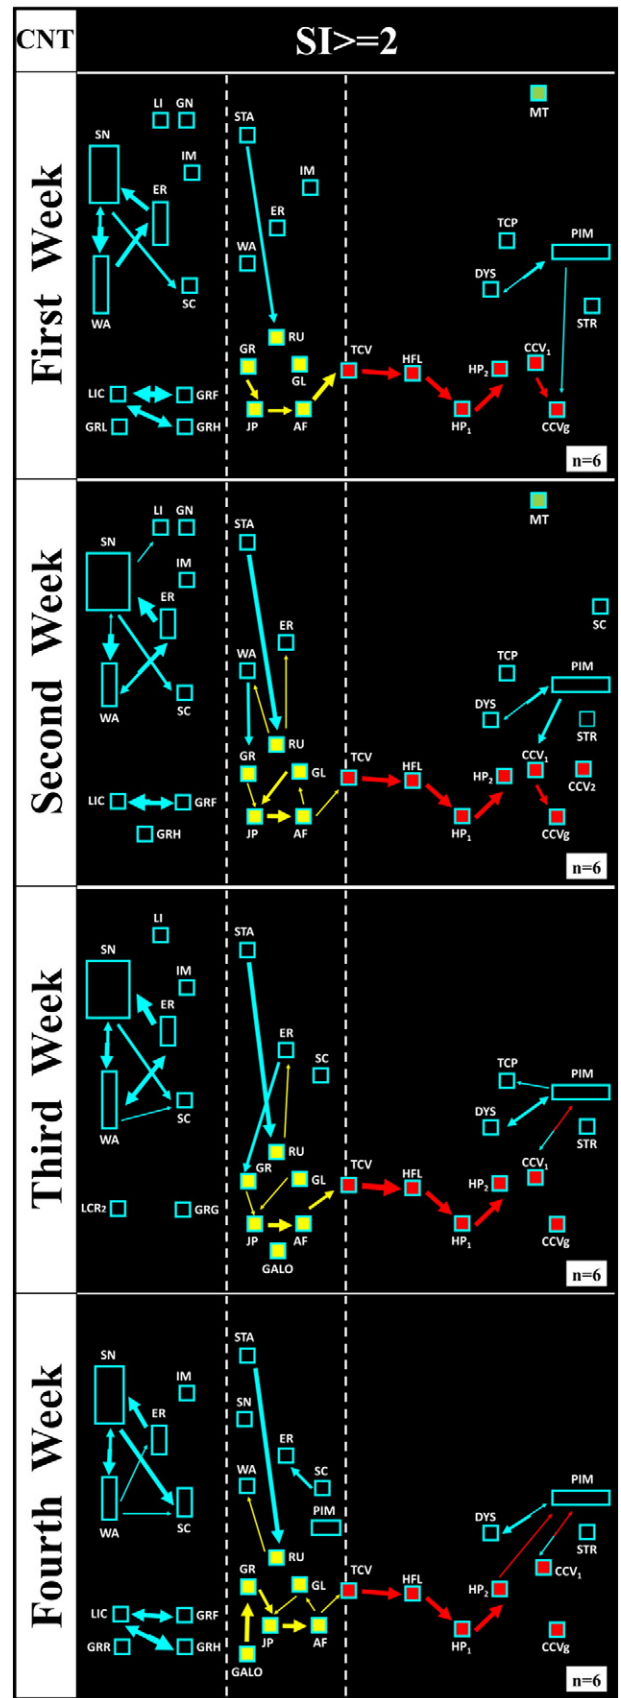 CNT SI>=2
First Week
LI GN
SN
IM
ER
WA
SC
LIC GRF
GRL GRH
STA
IM
ER
WA
RU
GR
GL
JP AF
TCV HFL
HP1
HP2
CCV1
CCVg
MT
TCP PIM
DYS
STR
n=6
Second Week
LI GN
SN
IM
ER
WA
SC
LIC GRF
GRH
STA
ER
WA
RU
GR
GL
JP AF
TCV HFL
HP1
HP2
CCV1
CCV2
CCVg
MT
SC
TCP PIM
DYS
STR
n=6
Third Week
LI
SN
IM
ER
WA
SC
LCR2 GRG
STA
ER
SC
RU
GR
GL
JP AF
GALO
TCV HFL
HP1
HP2
CCV1
CCVg
TCP PIM
DYS
STR
n=6
Fourth Week
SN
IM
ER
WA
SC
LIC GRF
GRR GRH
STA
SN
ER
SC
WA
PIM
RU
GR
GL
JP AF
GALO
TCV HFL
HP1
HP2
CCV1
CCVg
PIM
DYS
STR
n=6